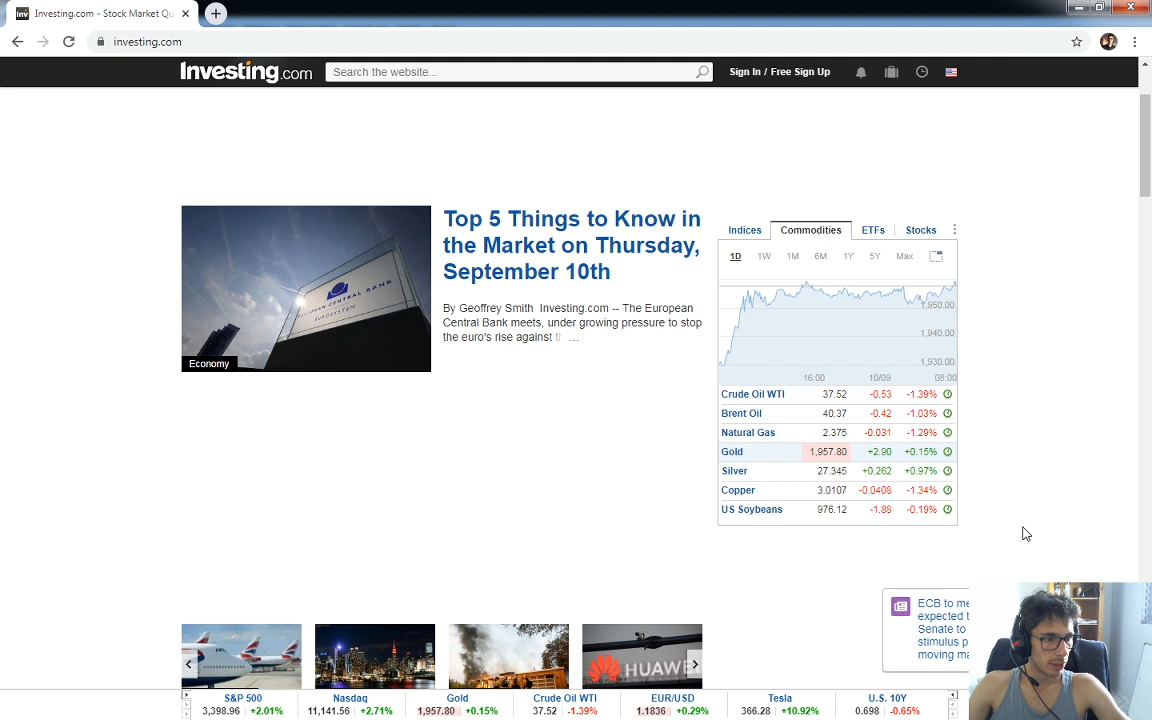 Investing.com - Stock Market Qu
investing.com
Investing.com
Search the website...
Sign In / Free Sign Up
EUROPEAN CENTRAL BANK
EUROSYSTEM
Economy
Top 5 Things to Know in
the Market on Thursday,
September 10th
By Geoffrey Smith Investing.com -- The European
Central Bank meets, under growing pressure to stop
the euro's rise against th ...
Indices Commodities ETFs Stocks
1D 1W 1M 6M 1Y 5Y Max
1,950.00
1,940.00
1,930.00
16:00 10/09 08:00
Crude Oil WTI 37.52 -0.53 -1.39%
Brent Oil 40.37 -0.42 -1.03%
Natural Gas 2.375 -0.031 -1.29%
Gold 1,957.80 +2.90 +0.15%
Silver 27.345 +0.262 +0.97%
Copper 3.0107 -0.0408 -1.34%
US Soybeans 976.12 -1.88 -0.19%
ECB to me
expected t
Senate to
stimulus p
moving ma
HUAWE
S&P 500 Nasdaq Gold Crude Oil WTI EUR/USD Tesla U.S. 10Y
3,398.96 +2.01% 11,141.56 +2.71% 1,957.80 +0.15% 37.52 -1.39% 1.1836 +0.29% 366.28 +10.92% 0.698 -0.65%